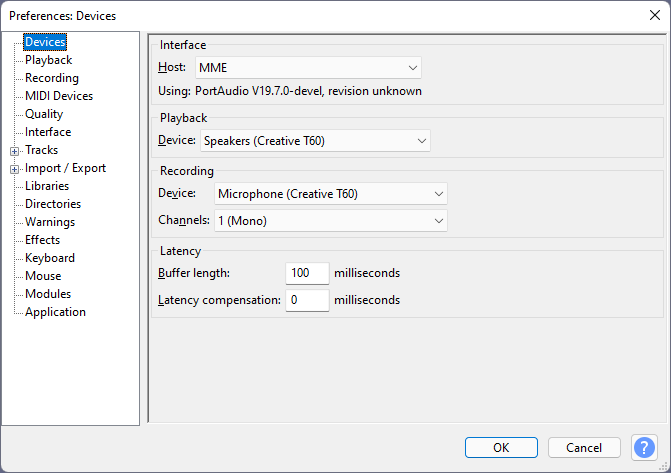 Preferences: Devices
Devices
Playback
Recording
MIDI Devices
Quality
Interface
Tracks
Import / Export
Libraries
Directories
Warnings
Effects
Keyboard
Mouse
Modules
Application
Interface
Host: MME
Using: PortAudio V19.7.0-devel, revision unknown
Playback
Device: Speakers (Creative T60)
Recording
Device: Microphone (Creative T60)
Channels: 1 (Mono)
Latency
Buffer length: 100 milliseconds
Latency compensation: 0 milliseconds
OK Cancel ?